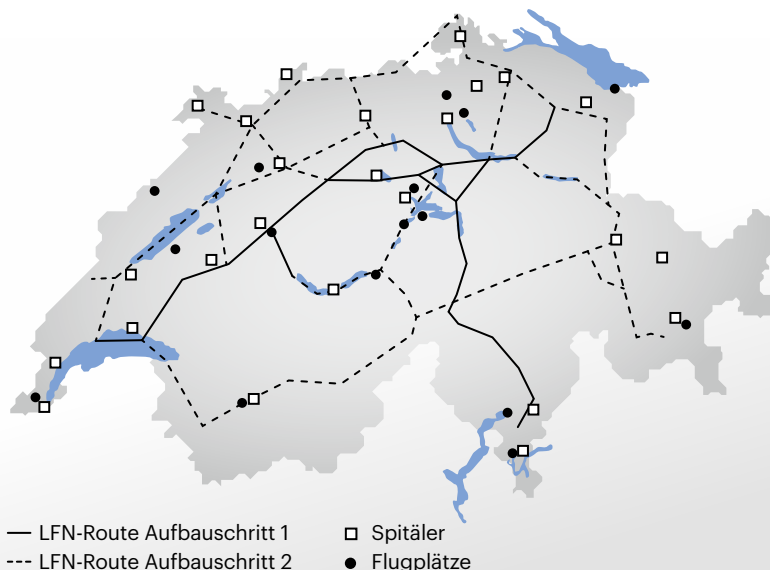 LFN-Route Aufbauschritt 1
LFN-Route Aufbauschritt 2
Spitäler
Flugplätze